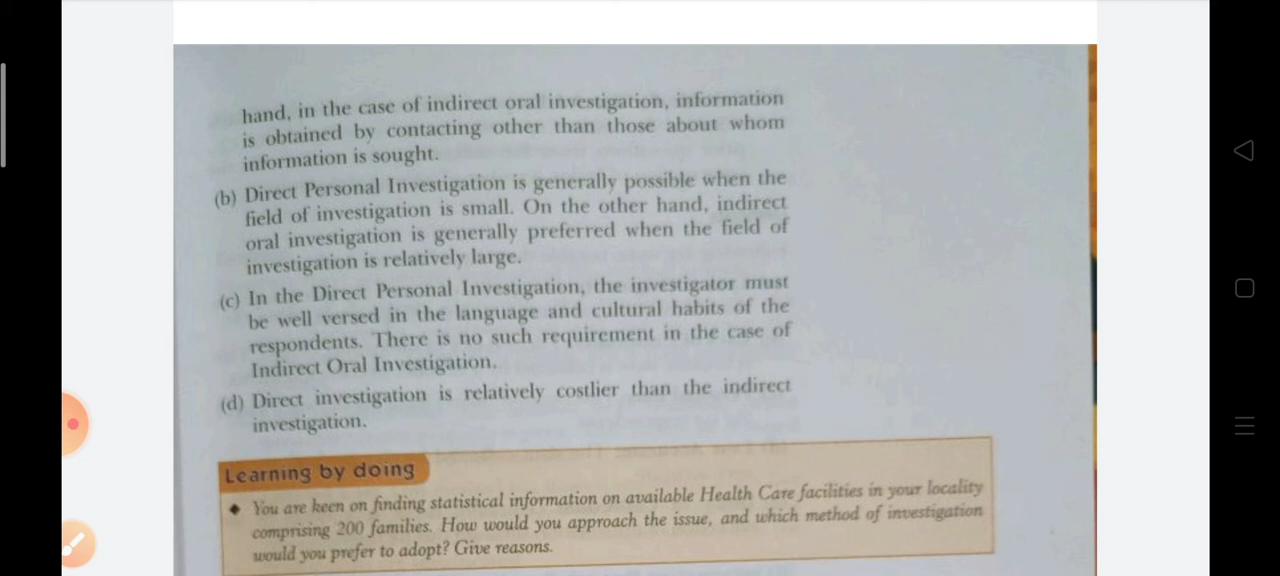 hand, in the case of indirect oral investigation, information
is obtained by contacting other than those about whom
information is sought.
(b) Direct Personal Investigation is generally possible when the
field of investigation is small. On the other hand, indirect
oral investigation is generally preferred when the field of
investigation is relatively large.
(c) In the Direct Personal Investigation, the investigator must
be well versed in the language and cultural habits of the
respondents. There is no such requirement in the case of
Indirect Oral Investigation.
(d) Direct investigation is relatively costlier than the indirect
investigation.
Learning by doing
◆ You are keen on finding statistical information on available Health Care facilities in your locality
comprising 200 families. How would you approach the issue, and which method of investigation
would you prefer to adopt? Give reasons.